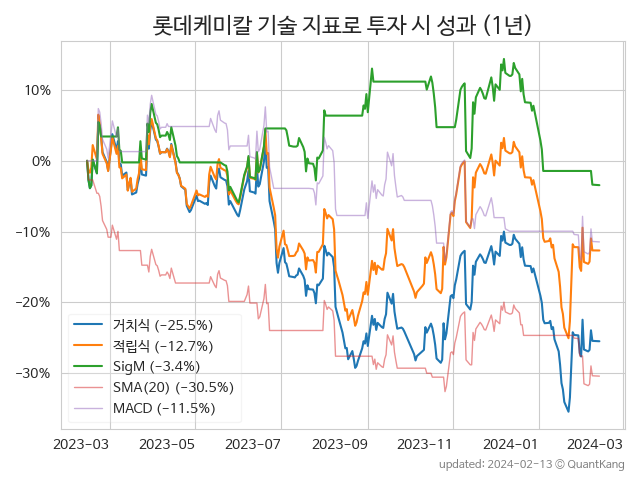 롯데케미칼 기술 지표로 투자 시 성과 (1년)
10%
0%
−10%
−20%
−30%
거치식 (−25.5%)
적립식 (−12.7%)
SigM (−3.4%)
SMA(20) (−30.5%)
MACD (−11.5%)
2023-03 2023-05 2023-07 2023-09 2023-11 2024-01 2024-03
updated: 2024-02-13 © QuantKang